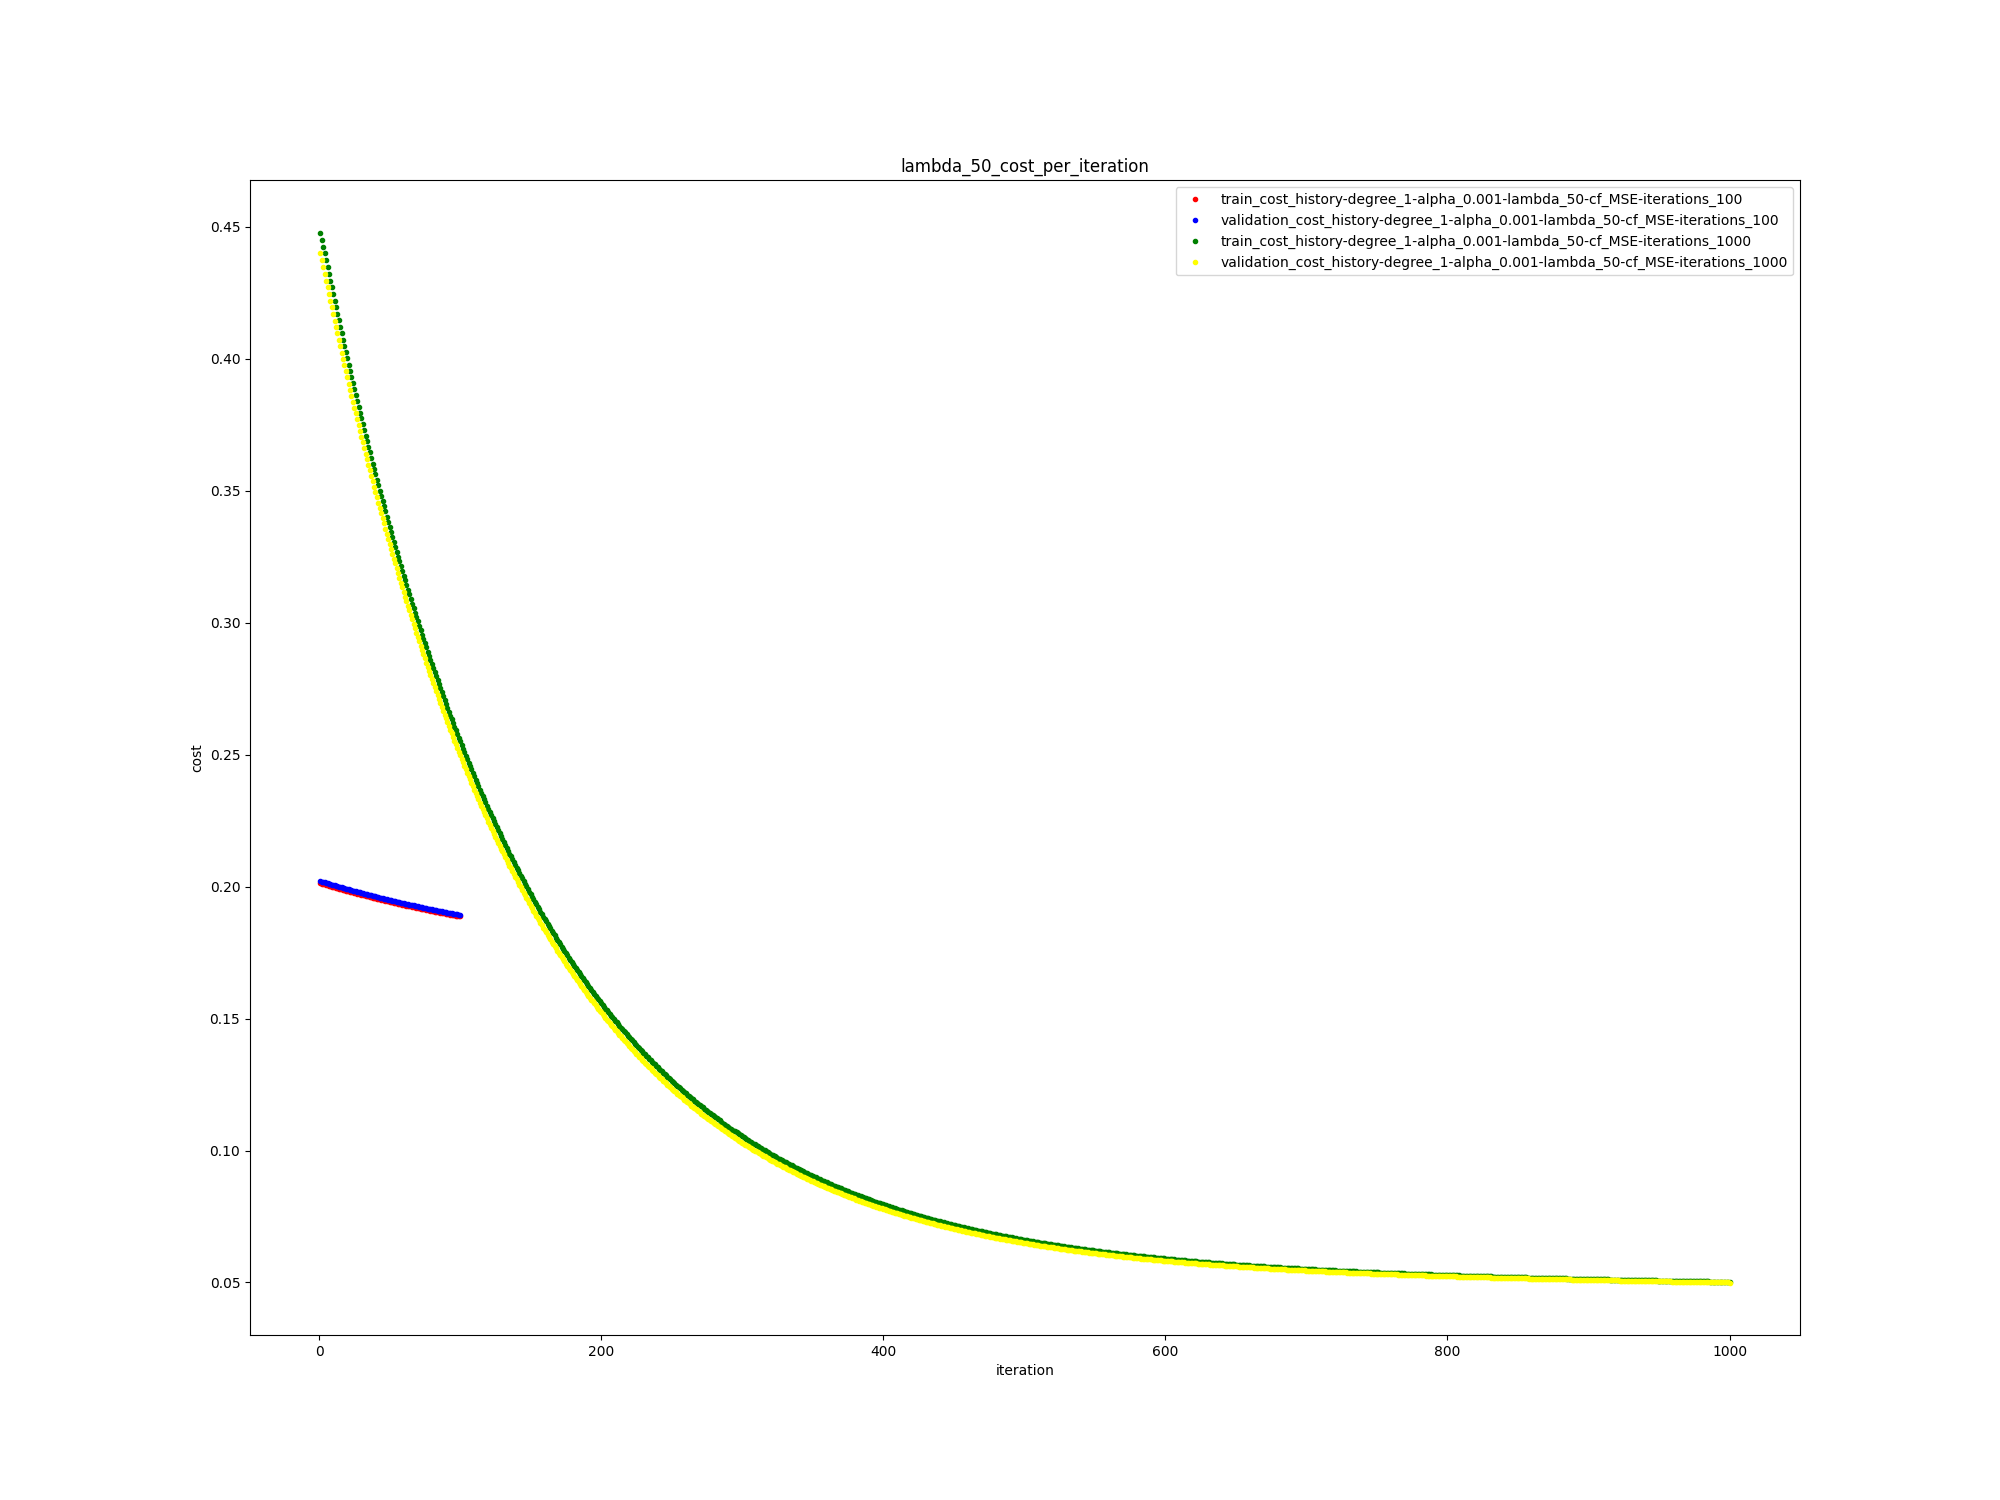 lambda_50_cost_per_iteration
train_cost_history-degree_1-alpha_0.001-lambda_50-cf_MSE-iterations_100
validation_cost_history-degree_1-alpha_0.001-lambda_50-cf_MSE-iterations_100
train_cost_history-degree_1-alpha_0.001-lambda_50-cf_MSE-iterations_1000
validation_cost_history-degree_1-alpha_0.001-lambda_50-cf_MSE-iterations_1000
0.45
0.40
0.35
0.30
0.25
0.20
0.15
0.10
0.05
cost
0 200 400 600 800 1000
iteration